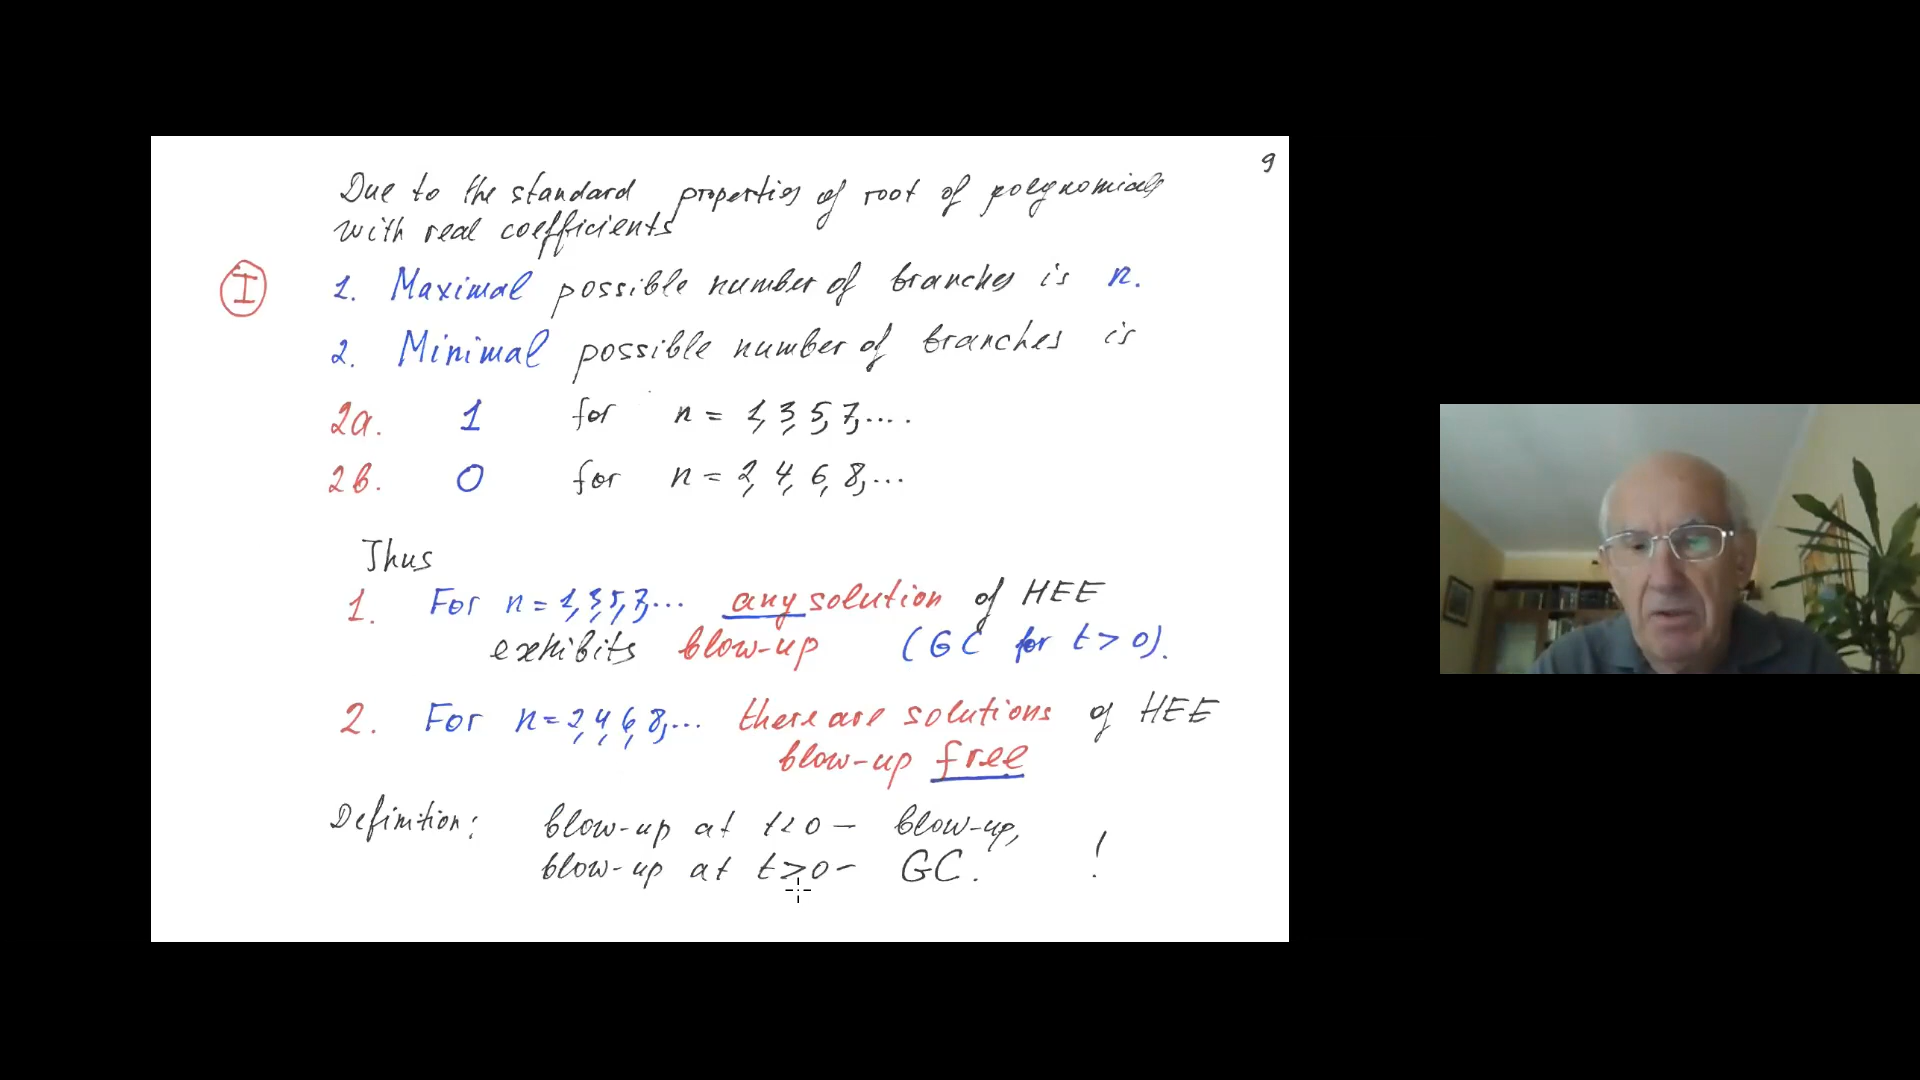 9
Due to the standard properties of root of polynomials
with real coefficients
I 1. Maximal possible number of branches is n.
2. Minimal possible number of branches is
2a. 1 for n = 1, 3, 5, 7, ....
2b. 0 for n = 2, 4, 6, 8, ...
Thus
1. For n = 1, 3, 5, 7, ... any solution of HEE
exhibits blow-up (GC for t > 0).
2. For n = 2, 4, 6, 8, ... there are solutions of HEE
blow-up free
Definition: blow-up at t < 0 – blow-up,
blow-up at t > 0 – GC. !